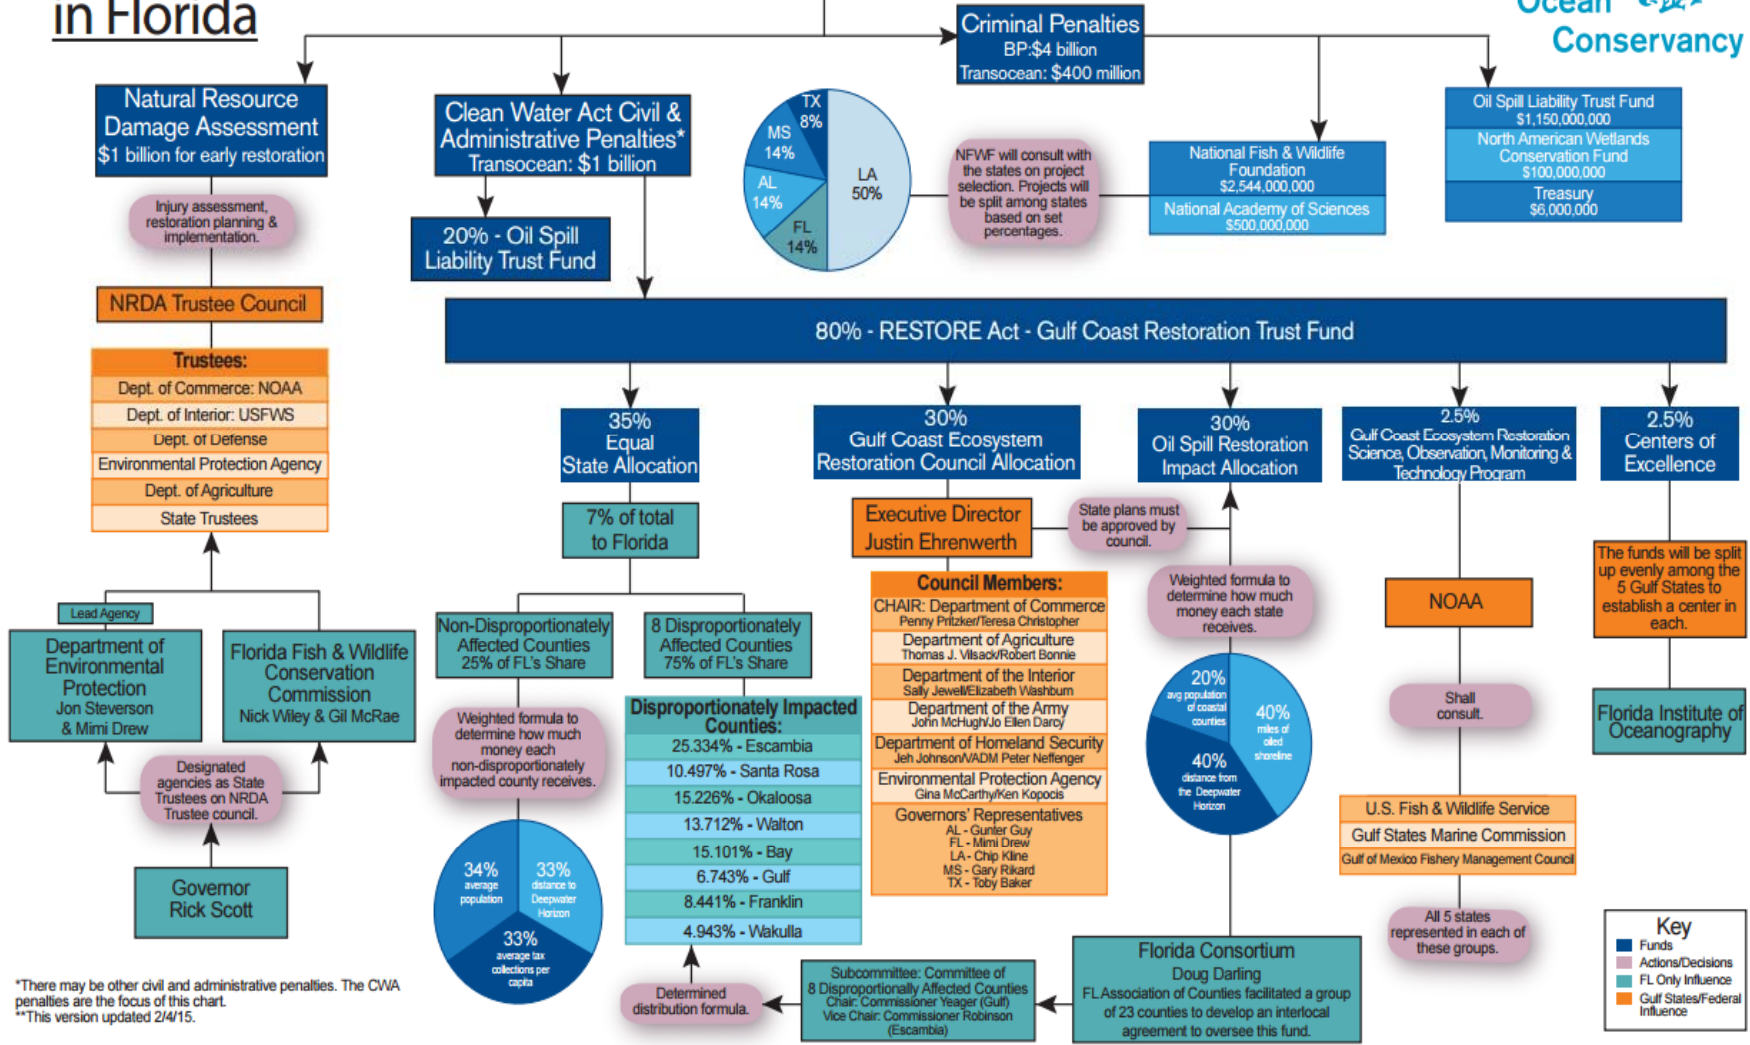 in Florida
Ocean
Conservancy
Criminal Penalties
BP:$4 billion
Transocean: $400 million
Natural Resource
Damage Assessment
$1 billion for early restoration
Clean Water Act Civil &
Administrative Penalties*
Transocean: $1 billion
TX
8%
MS
14%
AL
14%
FL
14%
LA
50%
NFWF will consult with
the states on project
selection. Projects will
be split among states
based on set
percentages.
National Fish & Wildlife
Foundation
$2,544,000,000
National Academy of Sciences
$500,000,000
Oil Spill Liability Trust Fund
$1,150,000,000
North American Wetlands
Conservation Fund
$100,000,000
Treasury
$6,000,000
Injury assessment,
restoration planning &
implementation.
20% - Oil Spill
Liability Trust Fund
NRDA Trustee Council
80% - RESTORE Act - Gulf Coast Restoration Trust Fund
Trustees:
Dept. of Commerce: NOAA
Dept. of Interior: USFWS
Dept. of Defense
Environmental Protection Agency
Dept. of Agriculture
State Trustees
35%
Equal
State Allocation
30%
Gulf Coast Ecosystem
Restoration Council Allocation
30%
Oil Spill Restoration
Impact Allocation
2.5%
Gulf Coast Ecosystem Restoration
Science, Observation, Monitoring &
Technology Program
2.5%
Centers of
Excellence
7% of total
to Florida
Executive Director
Justin Ehrenwerth
State plans must
be approved by
council.
The funds will be split
up evenly among the
5 Gulf States to
establish a center in
each.
Lead Agency
Department of
Environmental
Protection
Jon Steverson
& Mimi Drew
Florida Fish & Wildlife
Conservation
Commission
Nick Wiley & Gil McRae
Non-Disproportionately
Affected Counties
25% of FL's Share
8 Disproportionately
Affected Counties
75% of FL's Share
Council Members:
CHAIR: Department of Commerce
Penny Pritzker/Teresa Christopher
Department of Agriculture
Thomas J. Vilsack/Robert Bonnie
Department of the Interior
Sally Jewell/Elizabeth Washburn
Department of the Army
John McHugh/Jo Ellen Darcy
Department of Homeland Security
Jeh Johnson/VADM Peter Neffenger
Environmental Protection Agency
Gina McCarthy/Ken Kopocis
Governors' Representatives
AL - Gunter Guy
FL - Mimi Drew
LA - Chip Kline
MS - Gary Rikard
TX - Toby Baker
Weighted formula to
determine how much
money each state
receives.
NOAA
Shall
consult.
Florida Institute of
Oceanography
Weighted formula to
determine how much
money each
non-disproportionately
impacted county receives.
Disproportionately Impacted
Counties:
25.334% - Escambia
10.497% - Santa Rosa
15.226% - Okaloosa
13.712% - Walton
15.101% - Bay
6.743% - Gulf
8.441% - Franklin
4.943% - Wakulla
20%
avg population
of coastal
counties
40%
miles of
oiled
shoreline
40%
distance from
the Deepwater
Horizon
Designated
agencies as State
Trustees on NRDA
Trustee council.
Governor
Rick Scott
34%
average
population
33%
distance to
Deepwater
Horizon
33%
average tax
collections per
capita
U.S. Fish & Wildlife Service
Gulf States Marine Commission
Gulf of Mexico Fishery Management Council
All 5 states
represented in each of
these groups.
Determined
distribution formula.
Subcommittee: Committee of
8 Disproportionally Affected Counties
Chair: Commissioner Yeager (Gulf)
Vice Chair: Commissioner Robinson
(Escambia)
Florida Consortium
Doug Darling
FL Association of Counties facilitated a group
of 23 counties to develop an interlocal
agreement to oversee this fund.
Key
Funds
Actions/Decisions
FL Only Influence
Gulf States/Federal
Influence
*There may be other civil and administrative penalties. The CWA
penalties are the focus of this chart.
**This version updated 2/4/15.